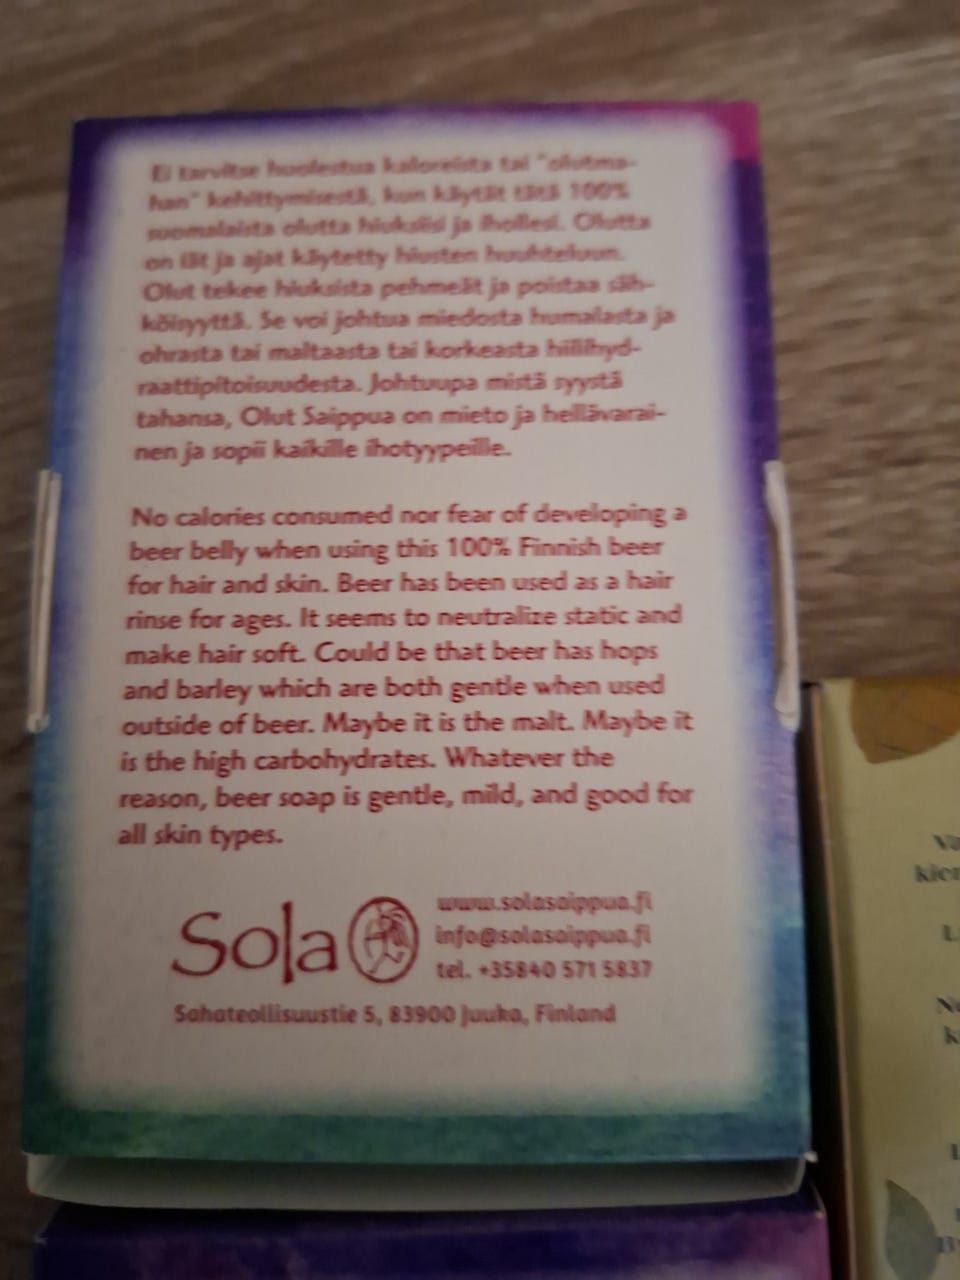 Ei tarvitse huolestua kaloreista tai "olutma-
han" kehittymisestä, kun käytät tätä 100%
suomalaista olutta hiuksiisi ja ihollesi. Olutta
on iät ja ajat käytetty hiusten huuhteluun.
Olut tekee hiuksista pehmeät ja poistaa säh-
köisyyttä. Se voi johtua miedosta humalasta ja
ohrasta tai maltaasta tai korkeasta hiilihyd-
raattipitoisuudesta. Johtuupa mistä syystä
tahansa, Olut Saippua on mieto ja hellävarai-
nen ja sopii kaikille ihotyypeille.
No calories consumed nor fear of developing a
beer belly when using this 100% Finnish beer
for hair and skin. Beer has been used as a hair
rinse for ages. It seems to neutralize static and
make hair soft. Could be that beer has hops
and barley which are both gentle when used
outside of beer. Maybe it is the malt. Maybe it
is the high carbohydrates. Whatever the
reason, beer soap is gentle, mild, and good for
all skin types.
Sola
www.solasaippua.fi
info@solasaippua.fi
tel. +35840 571 5837
Sahateollisuustie 5, 83900 Juuka, Finland